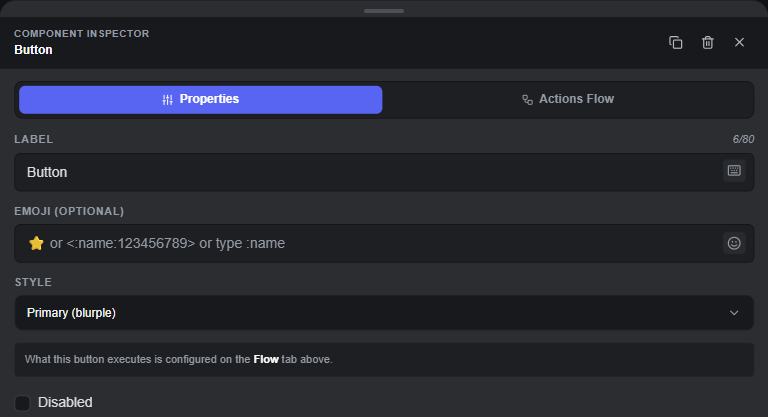 COMPONENT INSPECTOR
Button
Properties
Actions Flow
LABEL
6/80
Button
EMOJI (OPTIONAL)
⭐ or <:name:123456789> or type :name
STYLE
Primary (blurple)
What this button executes is configured on the Flow tab above.
Disabled